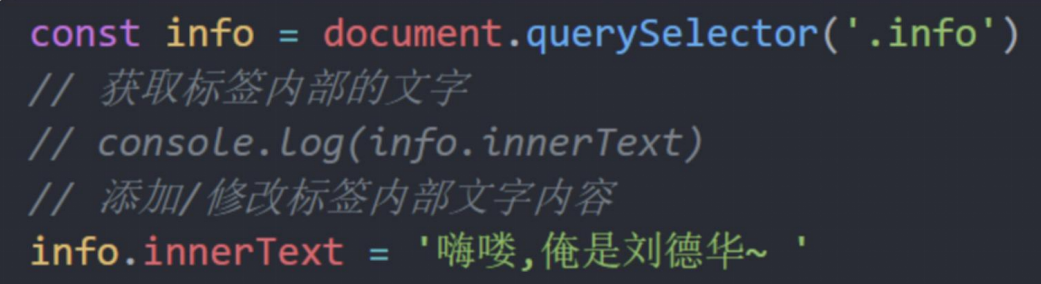 const info = document.querySelector('.info')
// 获取标签内部的文字
// console.log(info.innerText)
// 添加/修改标签内部文字内容
info.innerText = '嗨喽,俺是刘德华~ '